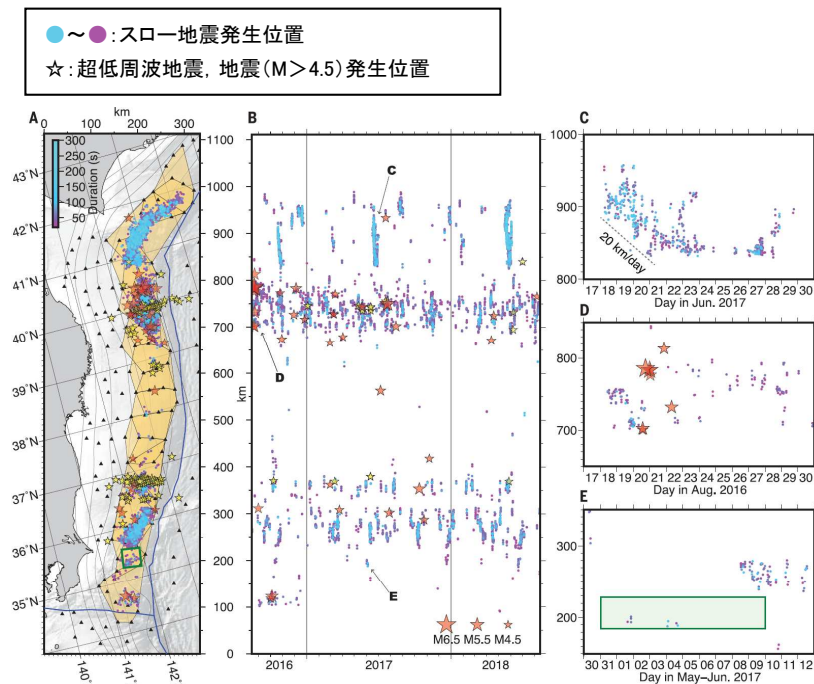 ●～●:スロー地震発生位置
☆:超低周波地震，地震(M＞4.5)発生位置
A
km
0 100 200 300
300
250
200
150
100
50
Duration (s)
43˚N
42˚N
41˚N
40˚N
39˚N
38˚N
37˚N
36˚N
35˚N
140˚
141˚
142˚
B
1100
1000
900
800
700
600
500
400
300
200
100
0
km
C
D
E
M6.5 M5.5 M4.5
2016 2017 2018
C
1000
900
800
20 km/day
17 18 19 20 21 22 23 24 25 26 27 28 29 30
Day in Jun. 2017
D
800
700
17 18 19 20 21 22 23 24 25 26 27 28 29 30
Day in Aug. 2016
E
300
200
30 31 01 02 03 04 05 06 07 08 09 10 11 12
Day in May–Jun. 2017